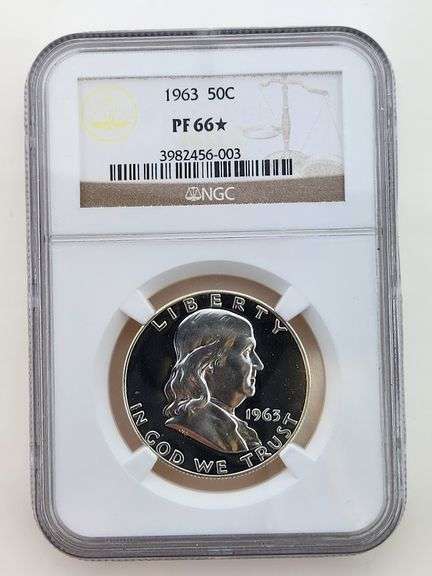 1963 50C
PF 66★
3982456-003
NGC
LIBERTY
1963
IN GOD WE TRUST